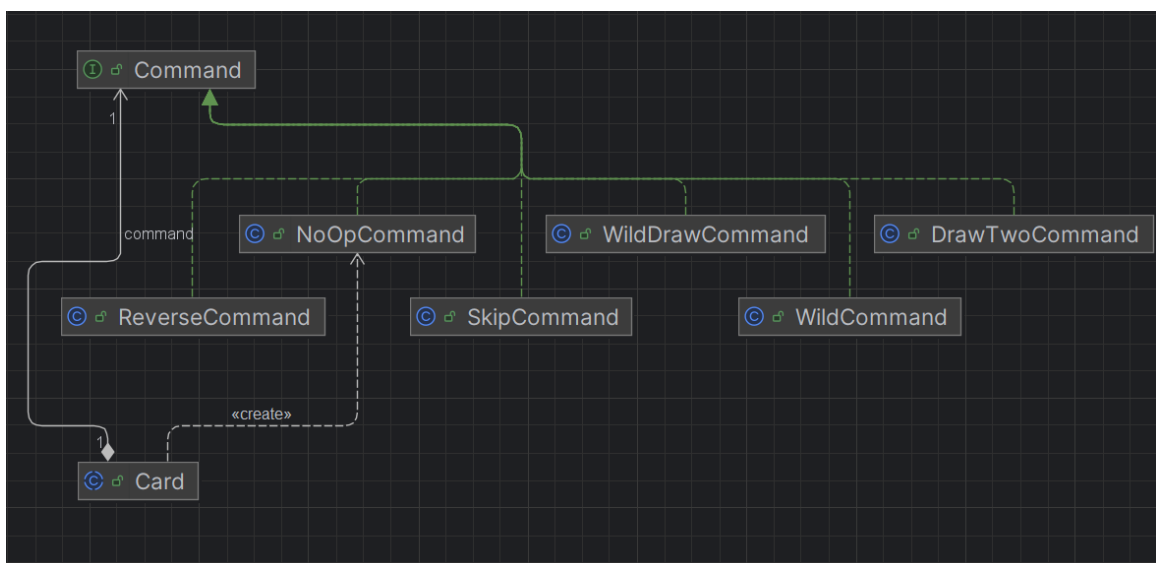 Command
1
command
NoOpCommand
WildDrawCommand
DrawTwoCommand
ReverseCommand
SkipCommand
WildCommand
«create»
1
Card